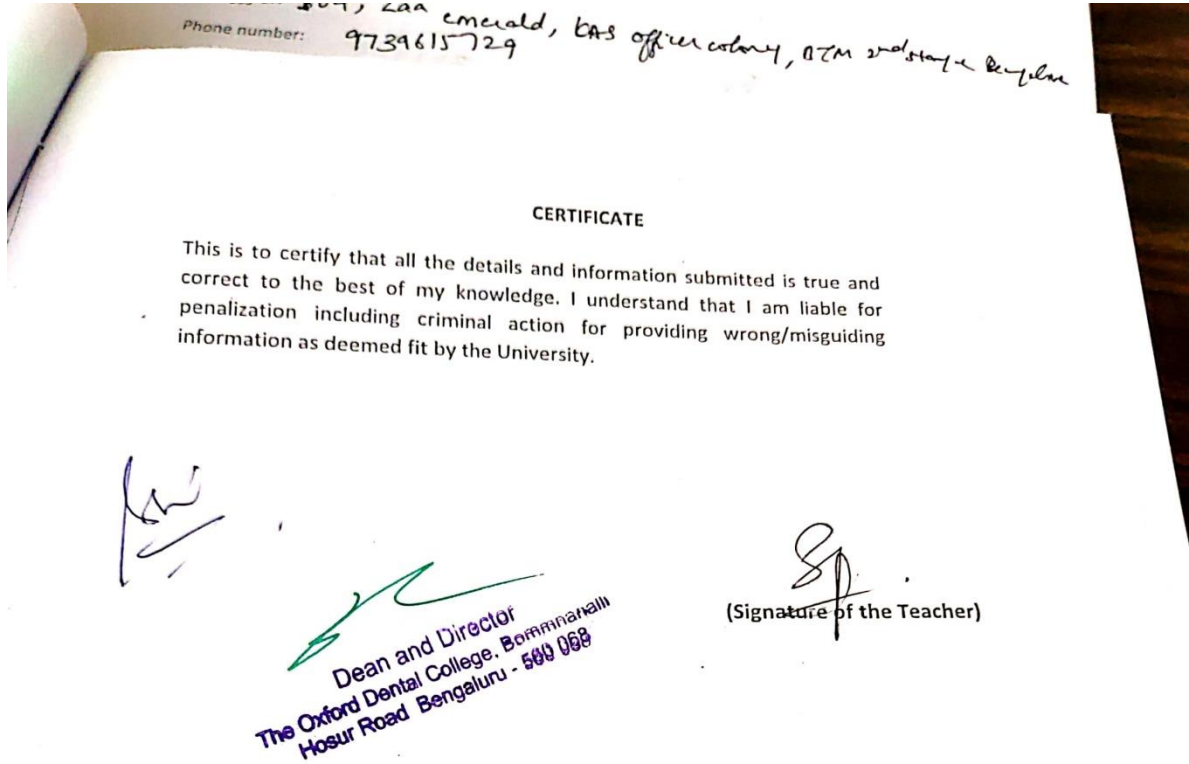 emerald, KAS officer colony, BTM 2nd stage
Phone number: 9739615729
CERTIFICATE
This is to certify that all the details and information submitted is true and
correct to the best of my knowledge. I understand that I am liable for
penalization including criminal action for providing wrong/misguiding
information as deemed fit by the University.
(Signature of the Teacher)
Dean and Director
The Oxford Dental College, Bommanahalli
Hosur Road Bengaluru - 560 068